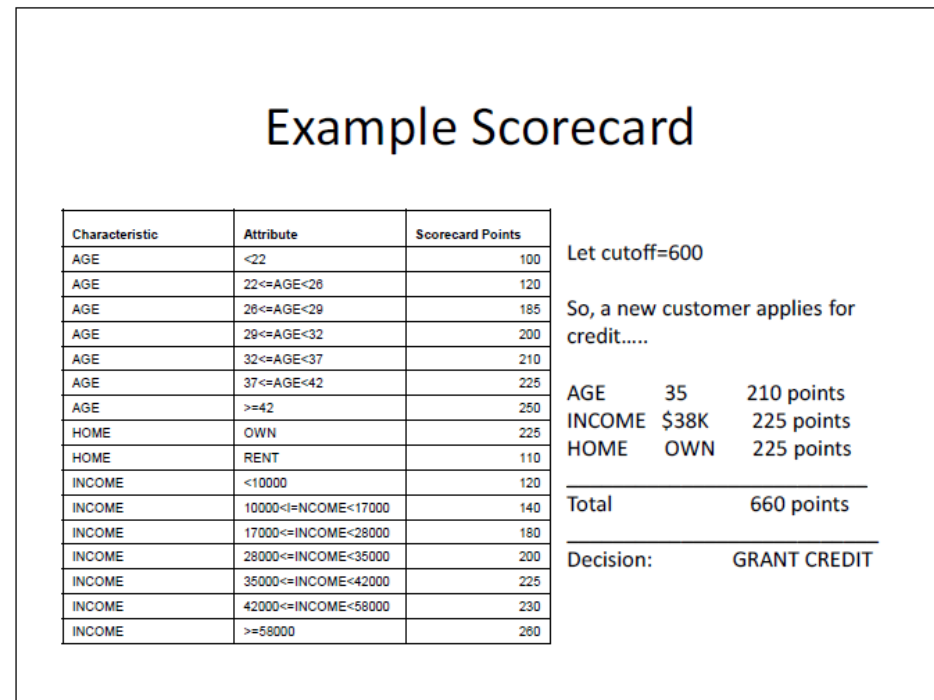 Example Scorecard
Characteristic Attribute Scorecard Points
AGE <22 100
AGE 22<=AGE<26 120
AGE 26<=AGE<29 185
AGE 29<=AGE<32 200
AGE 32<=AGE<37 210
AGE 37<=AGE<42 225
AGE >=42 250
HOME OWN 225
HOME RENT 110
INCOME <10000 120
INCOME 10000<I=NCOME<17000 140
INCOME 17000<=INCOME<28000 180
INCOME 28000<=INCOME<35000 200
INCOME 35000<=INCOME<42000 225
INCOME 42000<=INCOME<58000 230
INCOME >=58000 260
Let cutoff=600
So, a new customer applies for
credit.....
AGE 35 210 points
INCOME $38K 225 points
HOME OWN 225 points
Total 660 points
Decision: GRANT CREDIT